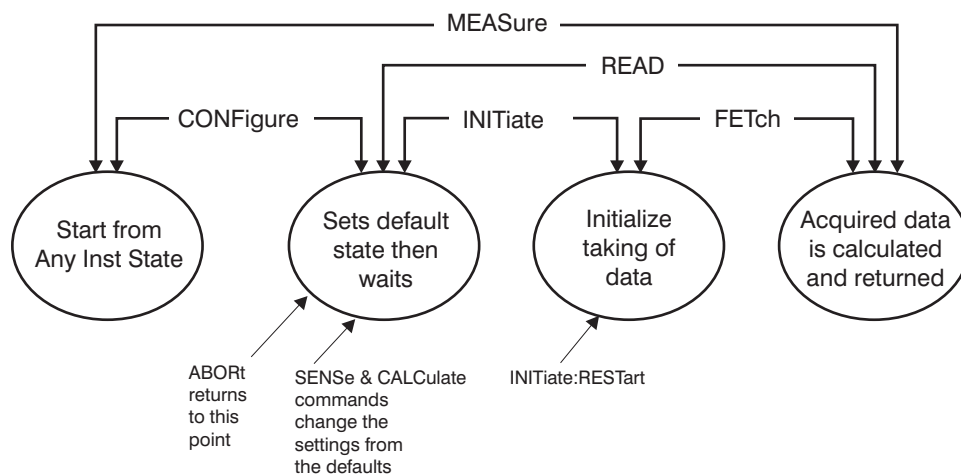 MEASure
READ
CONFigure
INITiate
FETch
Start from
Any Inst State
Sets default
state then
waits
Initialize
taking of
data
Acquired data
is calculated
and returned
ABORt
returns
to this
point
SENSe & CALCulate
commands
change the
settings from
the defaults
INITiate:RESTart